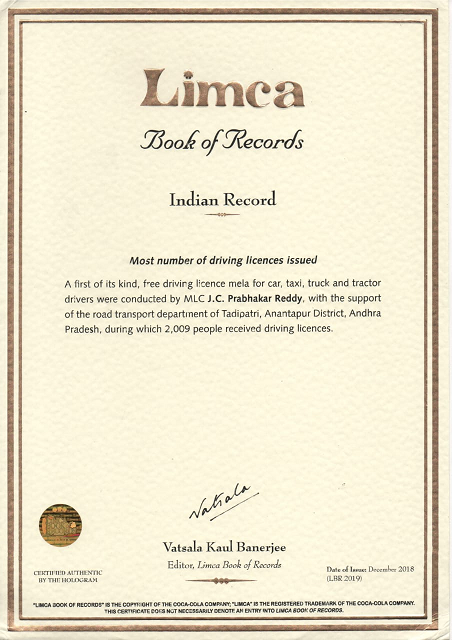 Limca
Book of Records
Indian Record
Most number of driving licences issued
A first of its kind, free driving licence mela for car, taxi, truck and tractor
drivers were conducted by MLC J.C. Prabhakar Reddy, with the support
of the road transport department of Tadipatri, Anantapur District, Andhra
Pradesh, during which 2,009 people received driving licences.
Vatsala
Vatsala Kaul Banerjee
Editor, Limca Book of Records
CERTIFIED AUTHENTIC
BY THE HOLOGRAM
Date of Issue: December 2018
(LBR 2019)
"LIMCA BOOK OF RECORDS" IS THE COPYRIGHT OF THE COCA-COLA COMPANY; "LIMCA" IS THE REGISTERED TRADEMARK OF THE COCA-COLA COMPANY.
THIS CERTIFICATE DOES NOT NECESSARILY DENOTE AN ENTRY INTO LIMCA BOOK OF RECORDS.